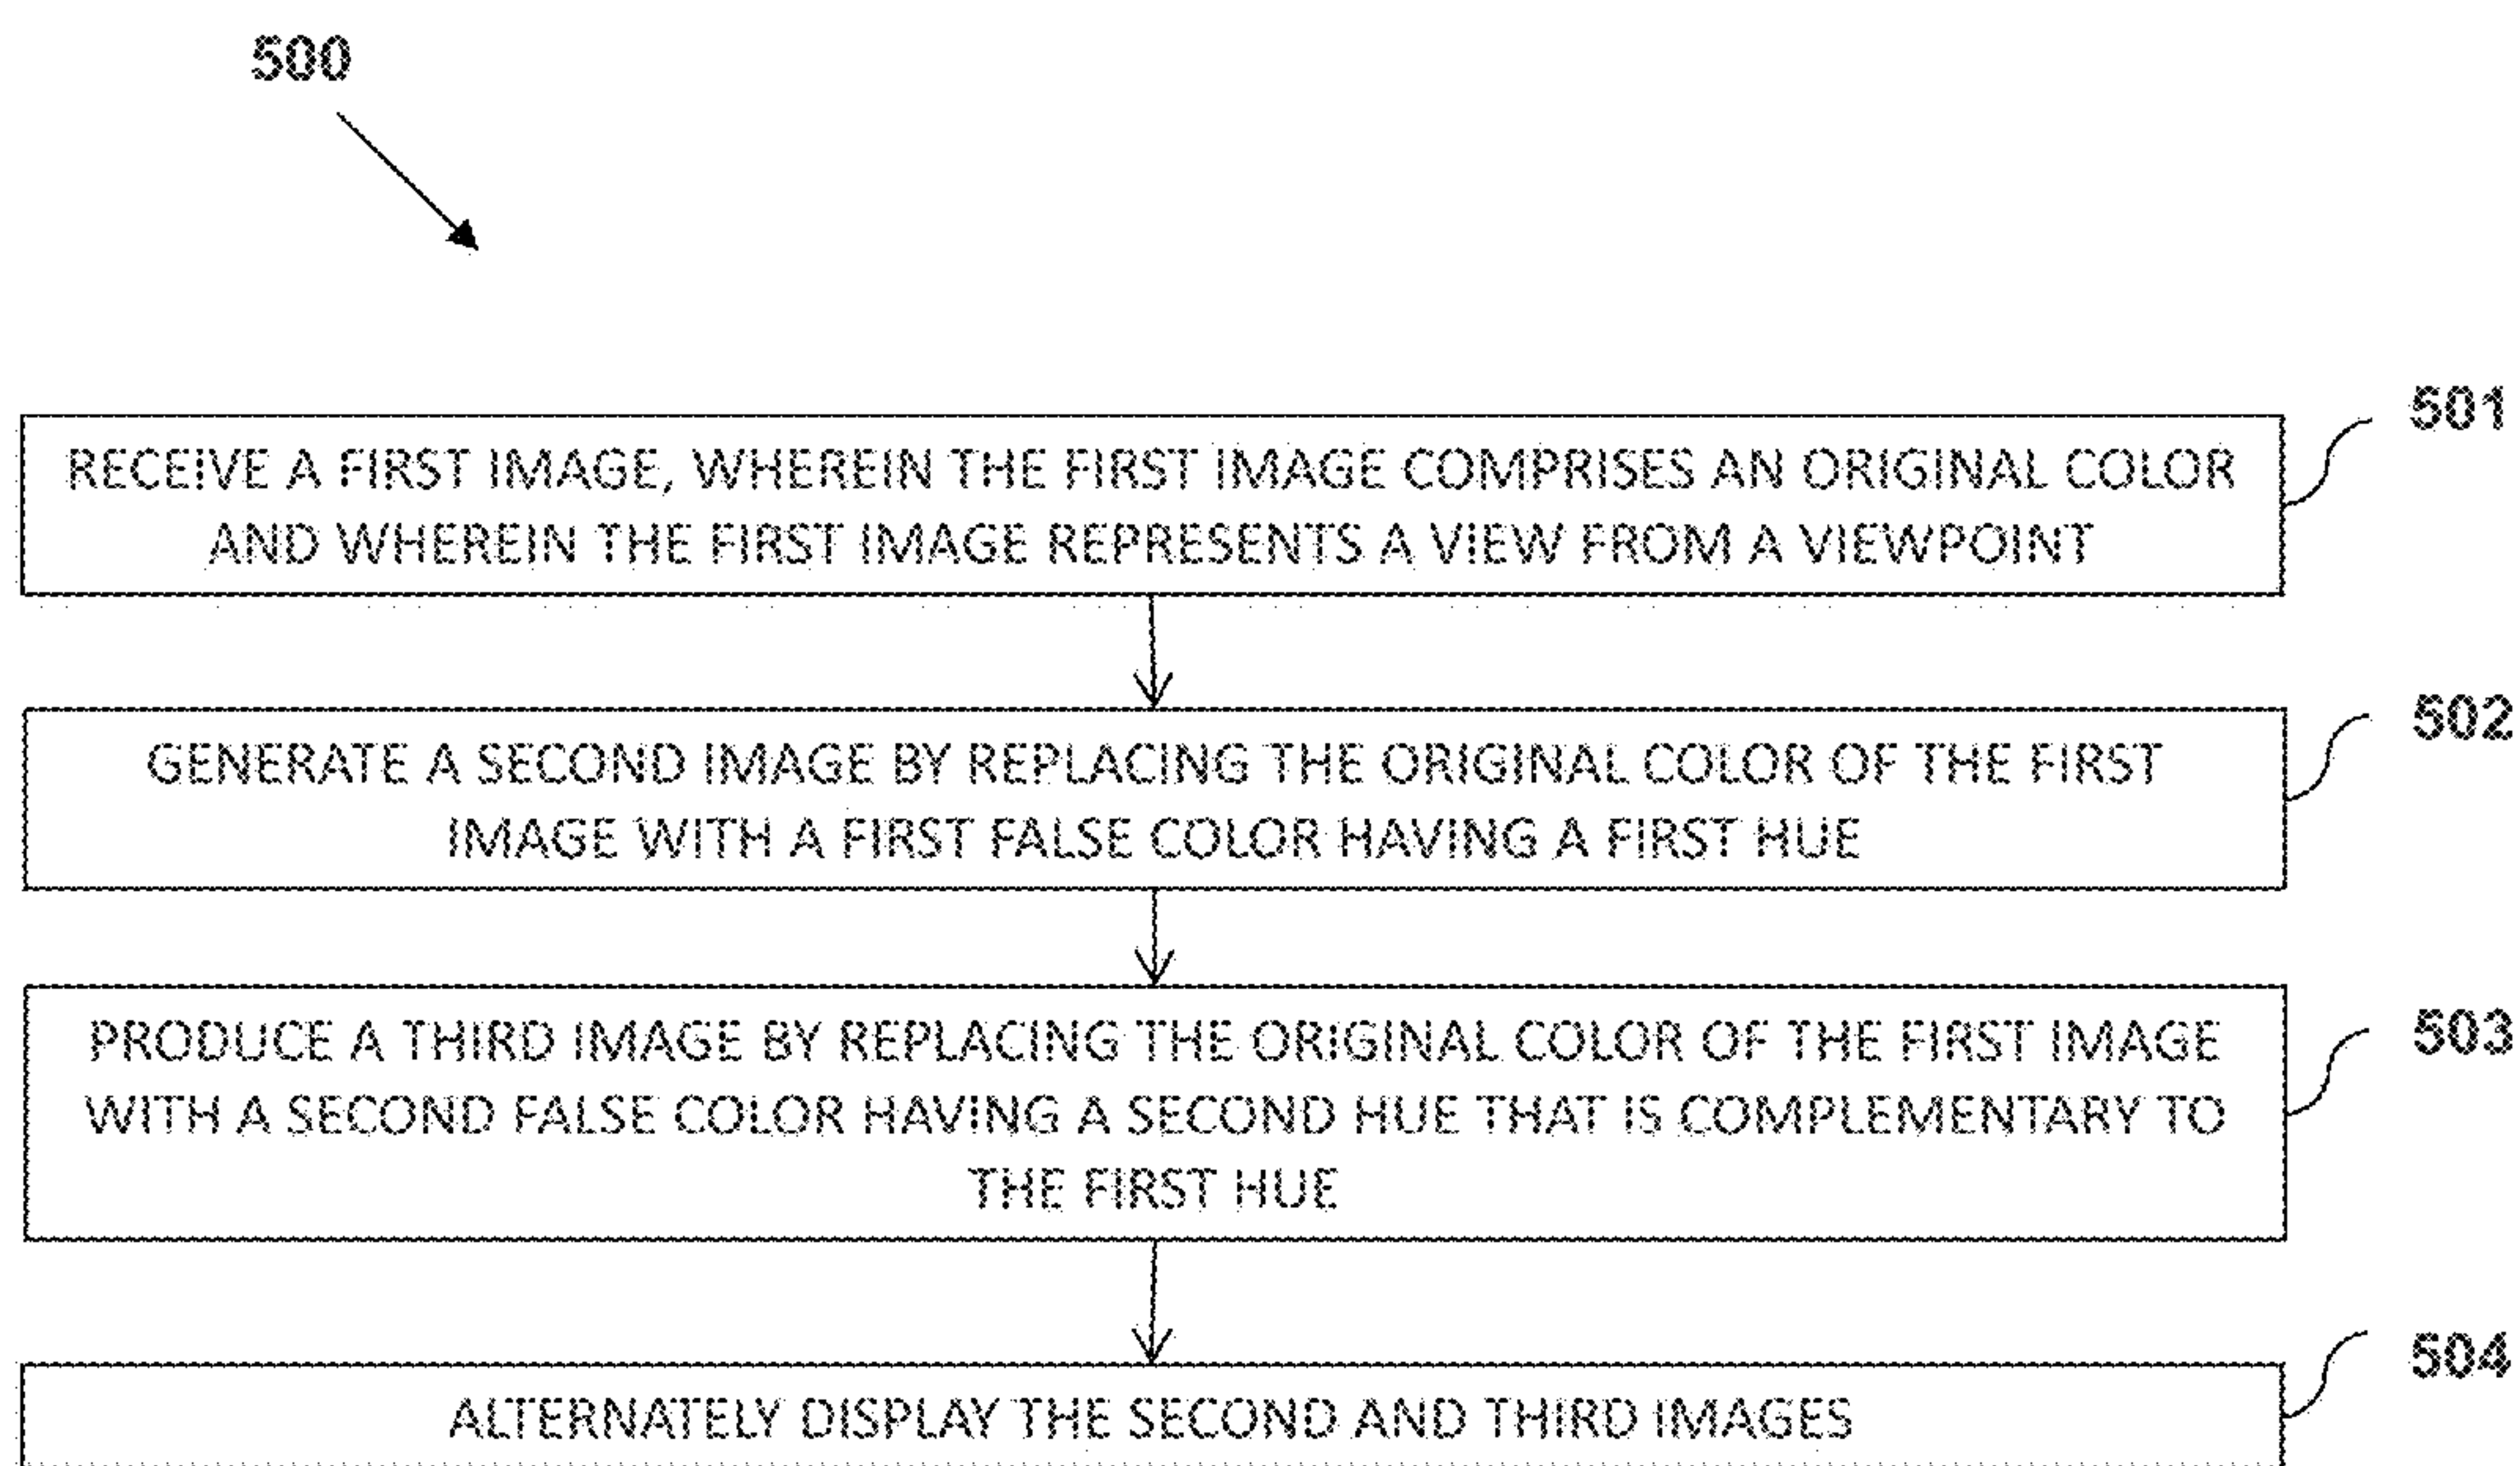 500
501
RECEIVE A FIRST IMAGE, WHEREIN THE FIRST IMAGE COMPRISES AN ORIGINAL COLOR
AND WHEREIN THE FIRST IMAGE REPRESENTS A VIEW FROM A VIEWPOINT
502
GENERATE A SECOND IMAGE BY REPLACING THE ORIGINAL COLOR OF THE FIRST
IMAGE WITH A FIRST FALSE COLOR HAVING A FIRST HUE
503
PRODUCE A THIRD IMAGE BY REPLACING THE ORIGINAL COLOR OF THE FIRST IMAGE
WITH A SECOND FALSE COLOR HAVING A SECOND HUE THAT IS COMPLEMENTARY TO
THE FIRST HUE
504
ALTERNATELY DISPLAY THE SECOND AND THIRD IMAGES